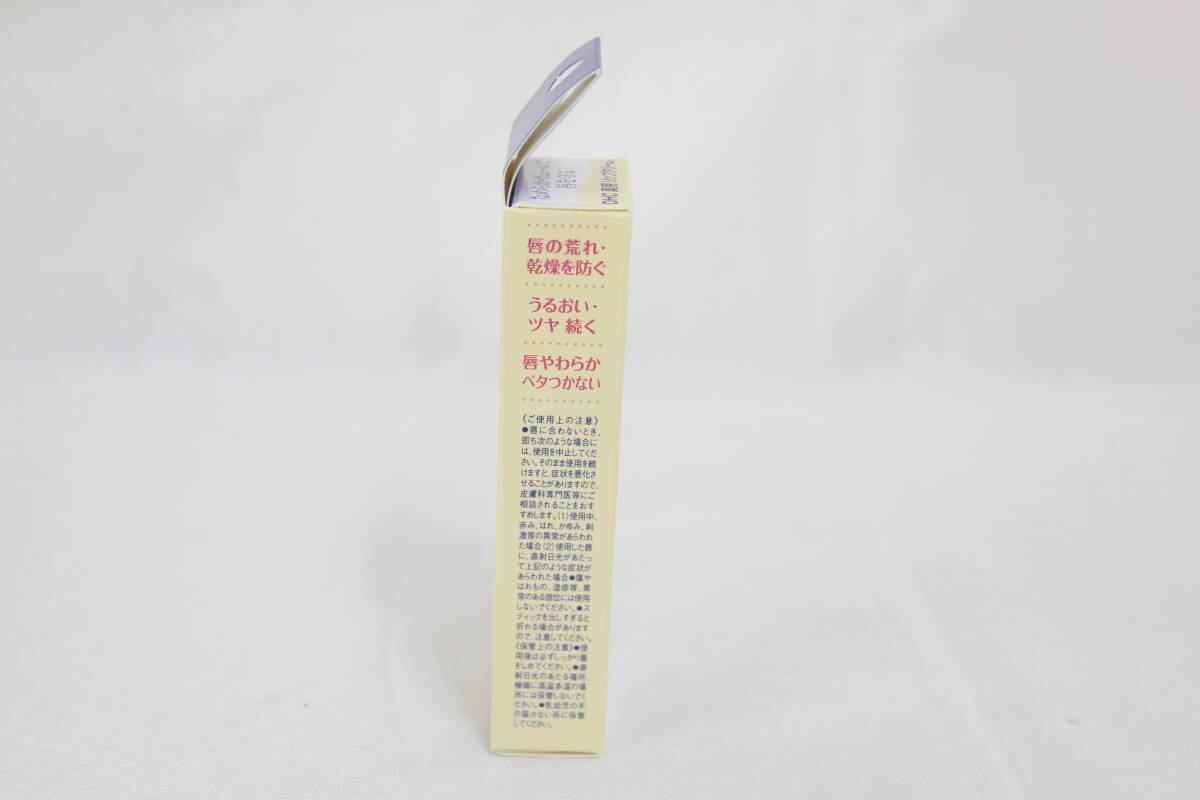 DHC 薬用リップクリーム
唇の荒れ・
乾燥を防ぐ
うるおい・
ツヤ 続く
唇やわらか
ベタつかない
《ご使用上の注意》
●唇に合わないとき、
即ち次のような場合に
は、使用を中止してくだ
さい。そのまま使用を続
けますと、症状を悪化さ
せることがありますので、
皮膚科専門医等にご
相談されることをおす
すめします。(1)使用中、
赤み、はれ、かゆみ、刺
激等の異常があらわれ
た場合(2)使用した唇
に、直射日光があたっ
て上記のような症状が
あらわれた場合●傷や
はれもの、湿疹等、異
常のある部位には使用
しないでください。●ス
ティックを出しすぎると
折れる場合があります
ので、注意してください。
《保管上の注意》●使
用後は必ずしっかり蓋
をしめてください。●直
射日光のあたる場所、
極端に高温多湿の場
所には保管しないでく
ださい。●乳幼児の手
の届かない所に保管
してください。